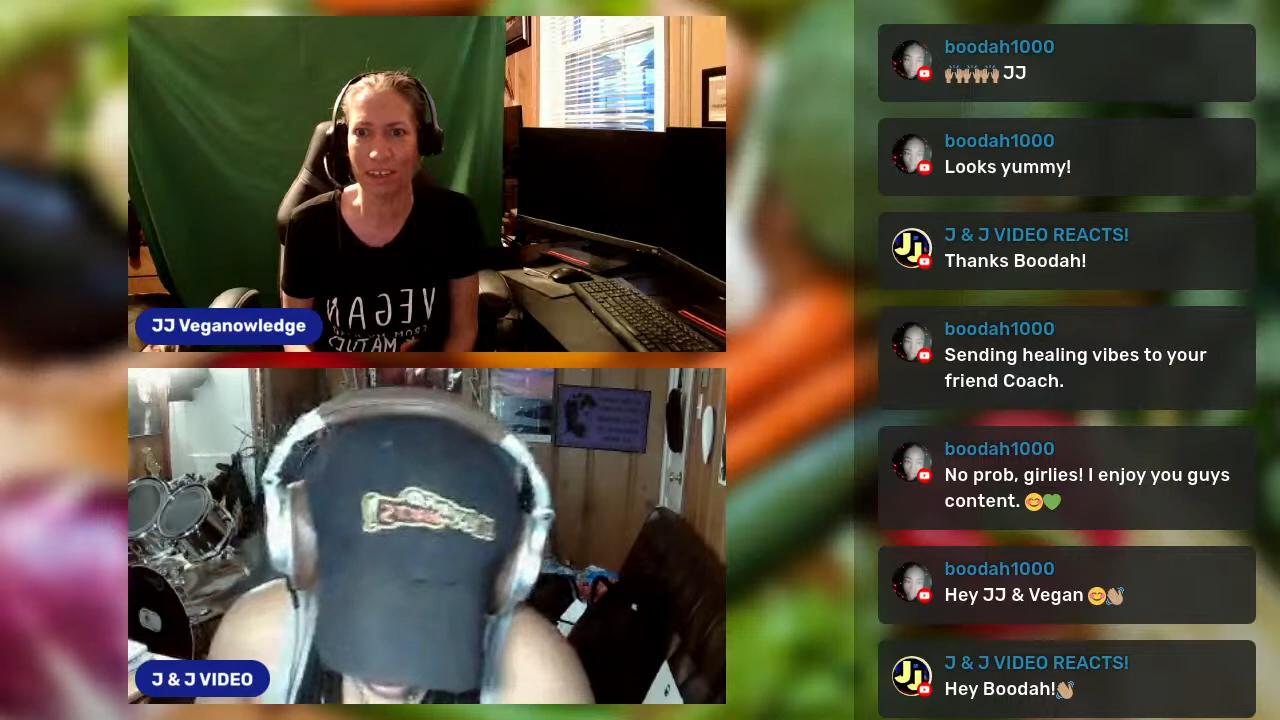 VEGAN
FROM
JJ Veganowledge
J & J VIDEO
boodah1000
🙌🏽🙌🏽🙌🏽 JJ
boodah1000
Looks yummy!
J & J VIDEO REACTS!
Thanks Boodah!
boodah1000
Sending healing vibes to your
friend Coach.
boodah1000
No prob, girlies! I enjoy you guys
content. 😊💚
boodah1000
Hey JJ & Vegan 😊👋🏽
J & J VIDEO REACTS!
Hey Boodah!👋🏽